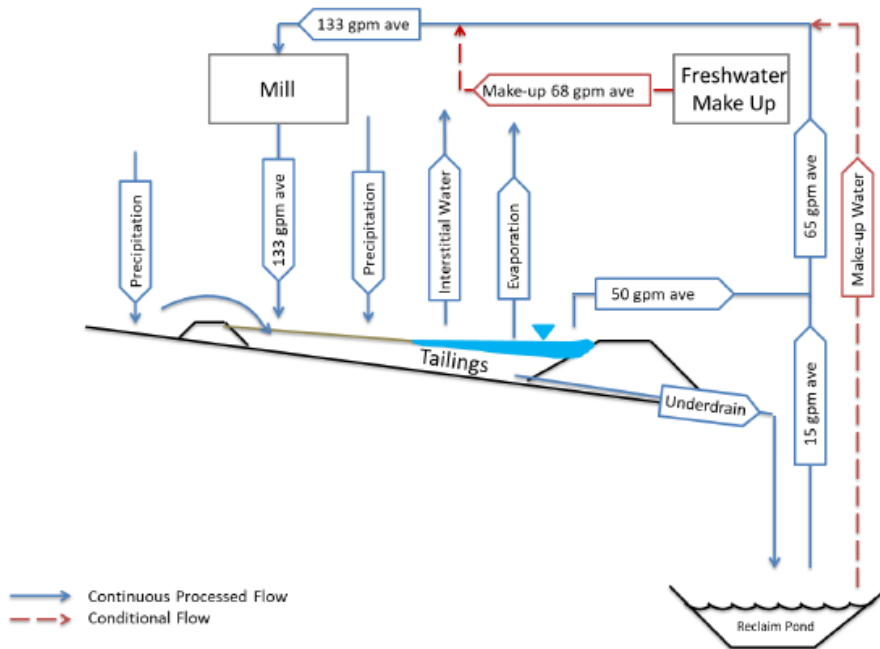 133 gpm ave
Mill
Make-up 68 gpm ave
Freshwater
Make Up
Precipitation
133 gpm ave
Precipitation
Interstitial Water
Evaporation
65 gpm ave
Make-up Water
50 gpm ave
Tailings
Underdrain
15 gpm ave
Continuous Processed Flow
Conditional Flow
Reclaim Pond